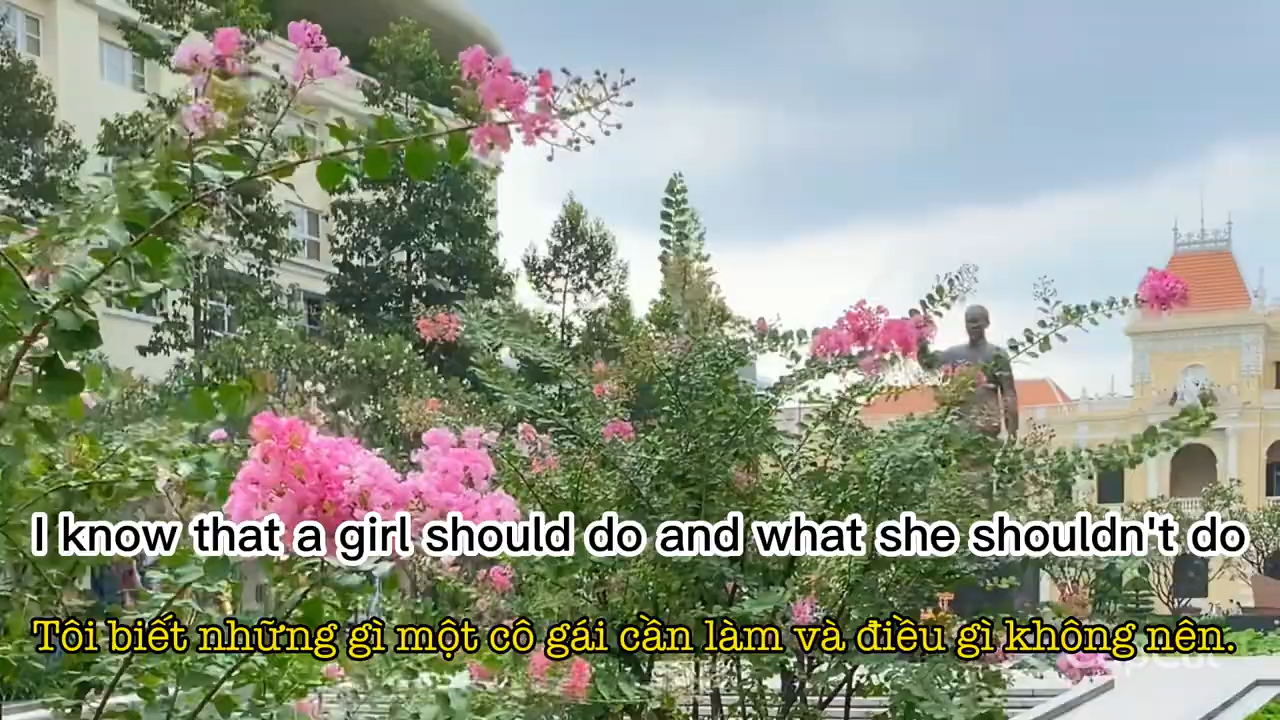 I know that a girl should do and what she shouldn't do
Tôi biết những gì một cô gái cần làm và điều gì không nên.
CapCut